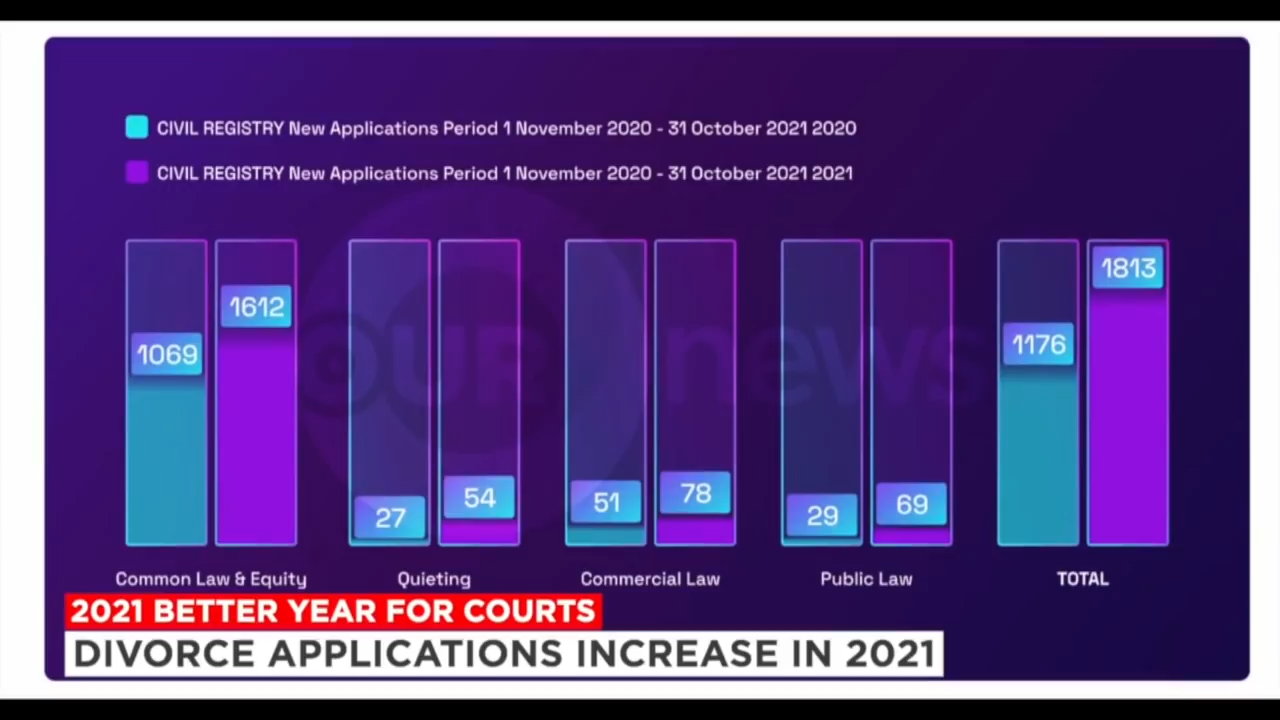 CIVIL REGISTRY New Applications Period 1 November 2020 - 31 October 2021 2020
CIVIL REGISTRY New Applications Period 1 November 2020 - 31 October 2021 2021
1069
1612
27
54
51
78
29
69
1176
1813
OUR news
Common Law & Equity
Quieting
Commercial Law
Public Law
TOTAL
2021 BETTER YEAR FOR COURTS
DIVORCE APPLICATIONS INCREASE IN 2021